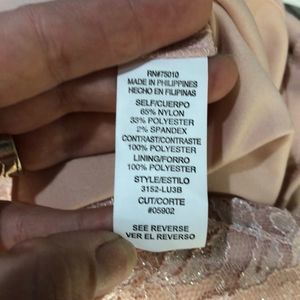 RN#75010
MADE IN PHILIPPINES
HECHO EN FILIPINAS
SELF/CUERPO
65% NYLON
33% POLYESTER
2% SPANDEX
CONTRAST/CONTRASTE
100% POLYESTER
LINING/FORRO
100% POLYESTER
STYLE/ESTILO
3152-LU3B
CUT/CORTE
#05902
SEE REVERSE
VER EL REVERSO